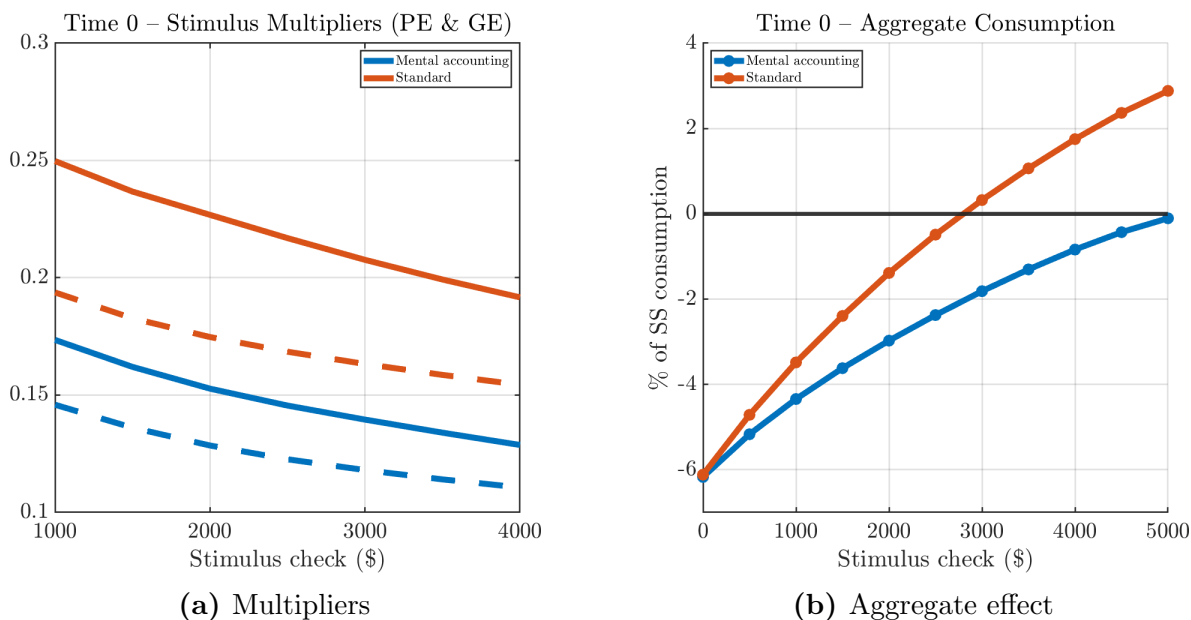 Time 0 – Stimulus Multipliers (PE & GE)
0.3
0.25
0.2
0.15
0.1
Mental accounting
Standard
1000 2000 3000 4000
Stimulus check ($)
(a) Multipliers
Time 0 – Aggregate Consumption
% of SS consumption
4
2
0
-2
-4
-6
Mental accounting
Standard
0 1000 2000 3000 4000 5000
Stimulus check ($)
(b) Aggregate effect